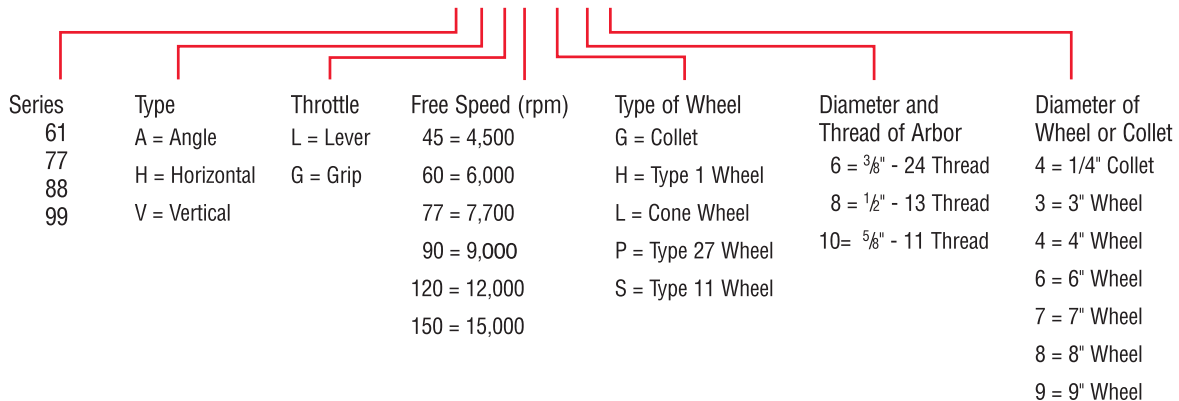 Series
61
77
88
99
Type
A = Angle
H = Horizontal
V = Vertical
Throttle
L = Lever
G = Grip
Free Speed (rpm)
45 = 4,500
60 = 6,000
77 = 7,700
90 = 9,000
120 = 12,000
150 = 15,000
Type of Wheel
G = Collet
H = Type 1 Wheel
L = Cone Wheel
P = Type 27 Wheel
S = Type 11 Wheel
Diameter and
Thread of Arbor
6 = 3/8" - 24 Thread
8 = 1/2" - 13 Thread
10= 5/8" - 11 Thread
Diameter of
Wheel or Collet
4 = 1/4" Collet
3 = 3" Wheel
4 = 4" Wheel
6 = 6" Wheel
7 = 7" Wheel
8 = 8" Wheel
9 = 9" Wheel